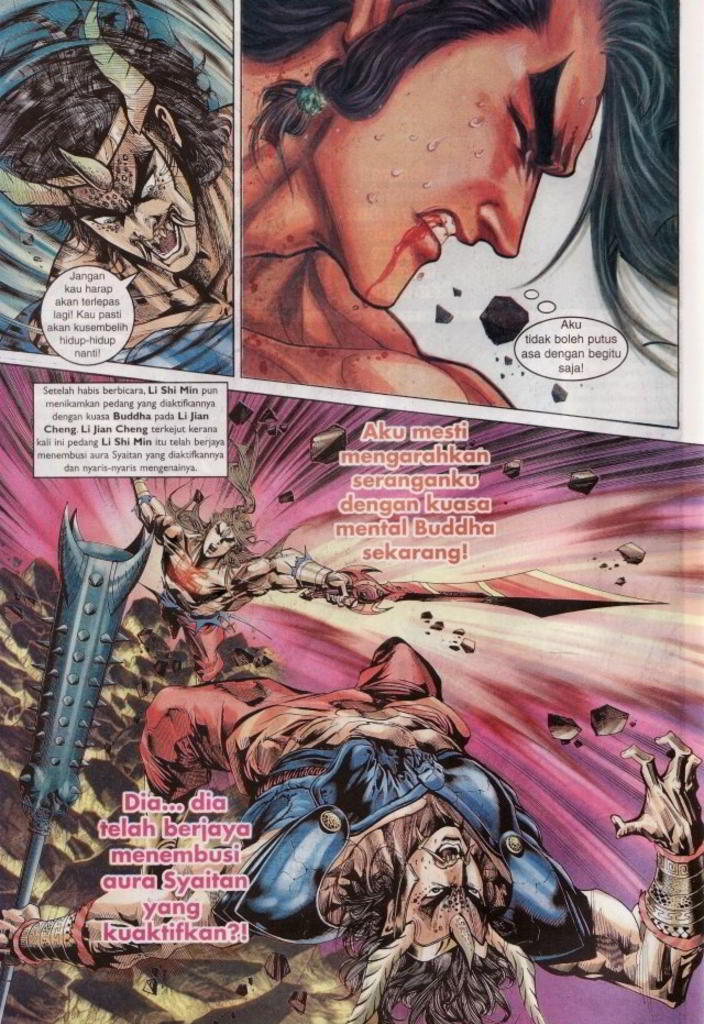 Jangan
kau harap
akan terlepas
lagi! Kau pasti
akan kusembelih
hidup-hidup
nanti!
Aku
tidak boleh putus
asa dengan begitu
saja!
Setelah habis berbicara, Li Shi Min pun
menikamkan pedang yang diaktifkannya
dengan kuasa Buddha pada Li Jian
Cheng. Li Jian Cheng terkejut kerana
kali ini pedang Li Shi Min itu telah berjaya
menembusi aura Syaitan yang diaktifkannya
dan nyaris-nyaris mengenainya.
Aku mesti
mengarahkan
seranganku
dengan kuasa
mental Buddha
sekarang!
Dia... dia
telah berjaya
menembusi
aura Syaitan
yang
kuaktifkan?!